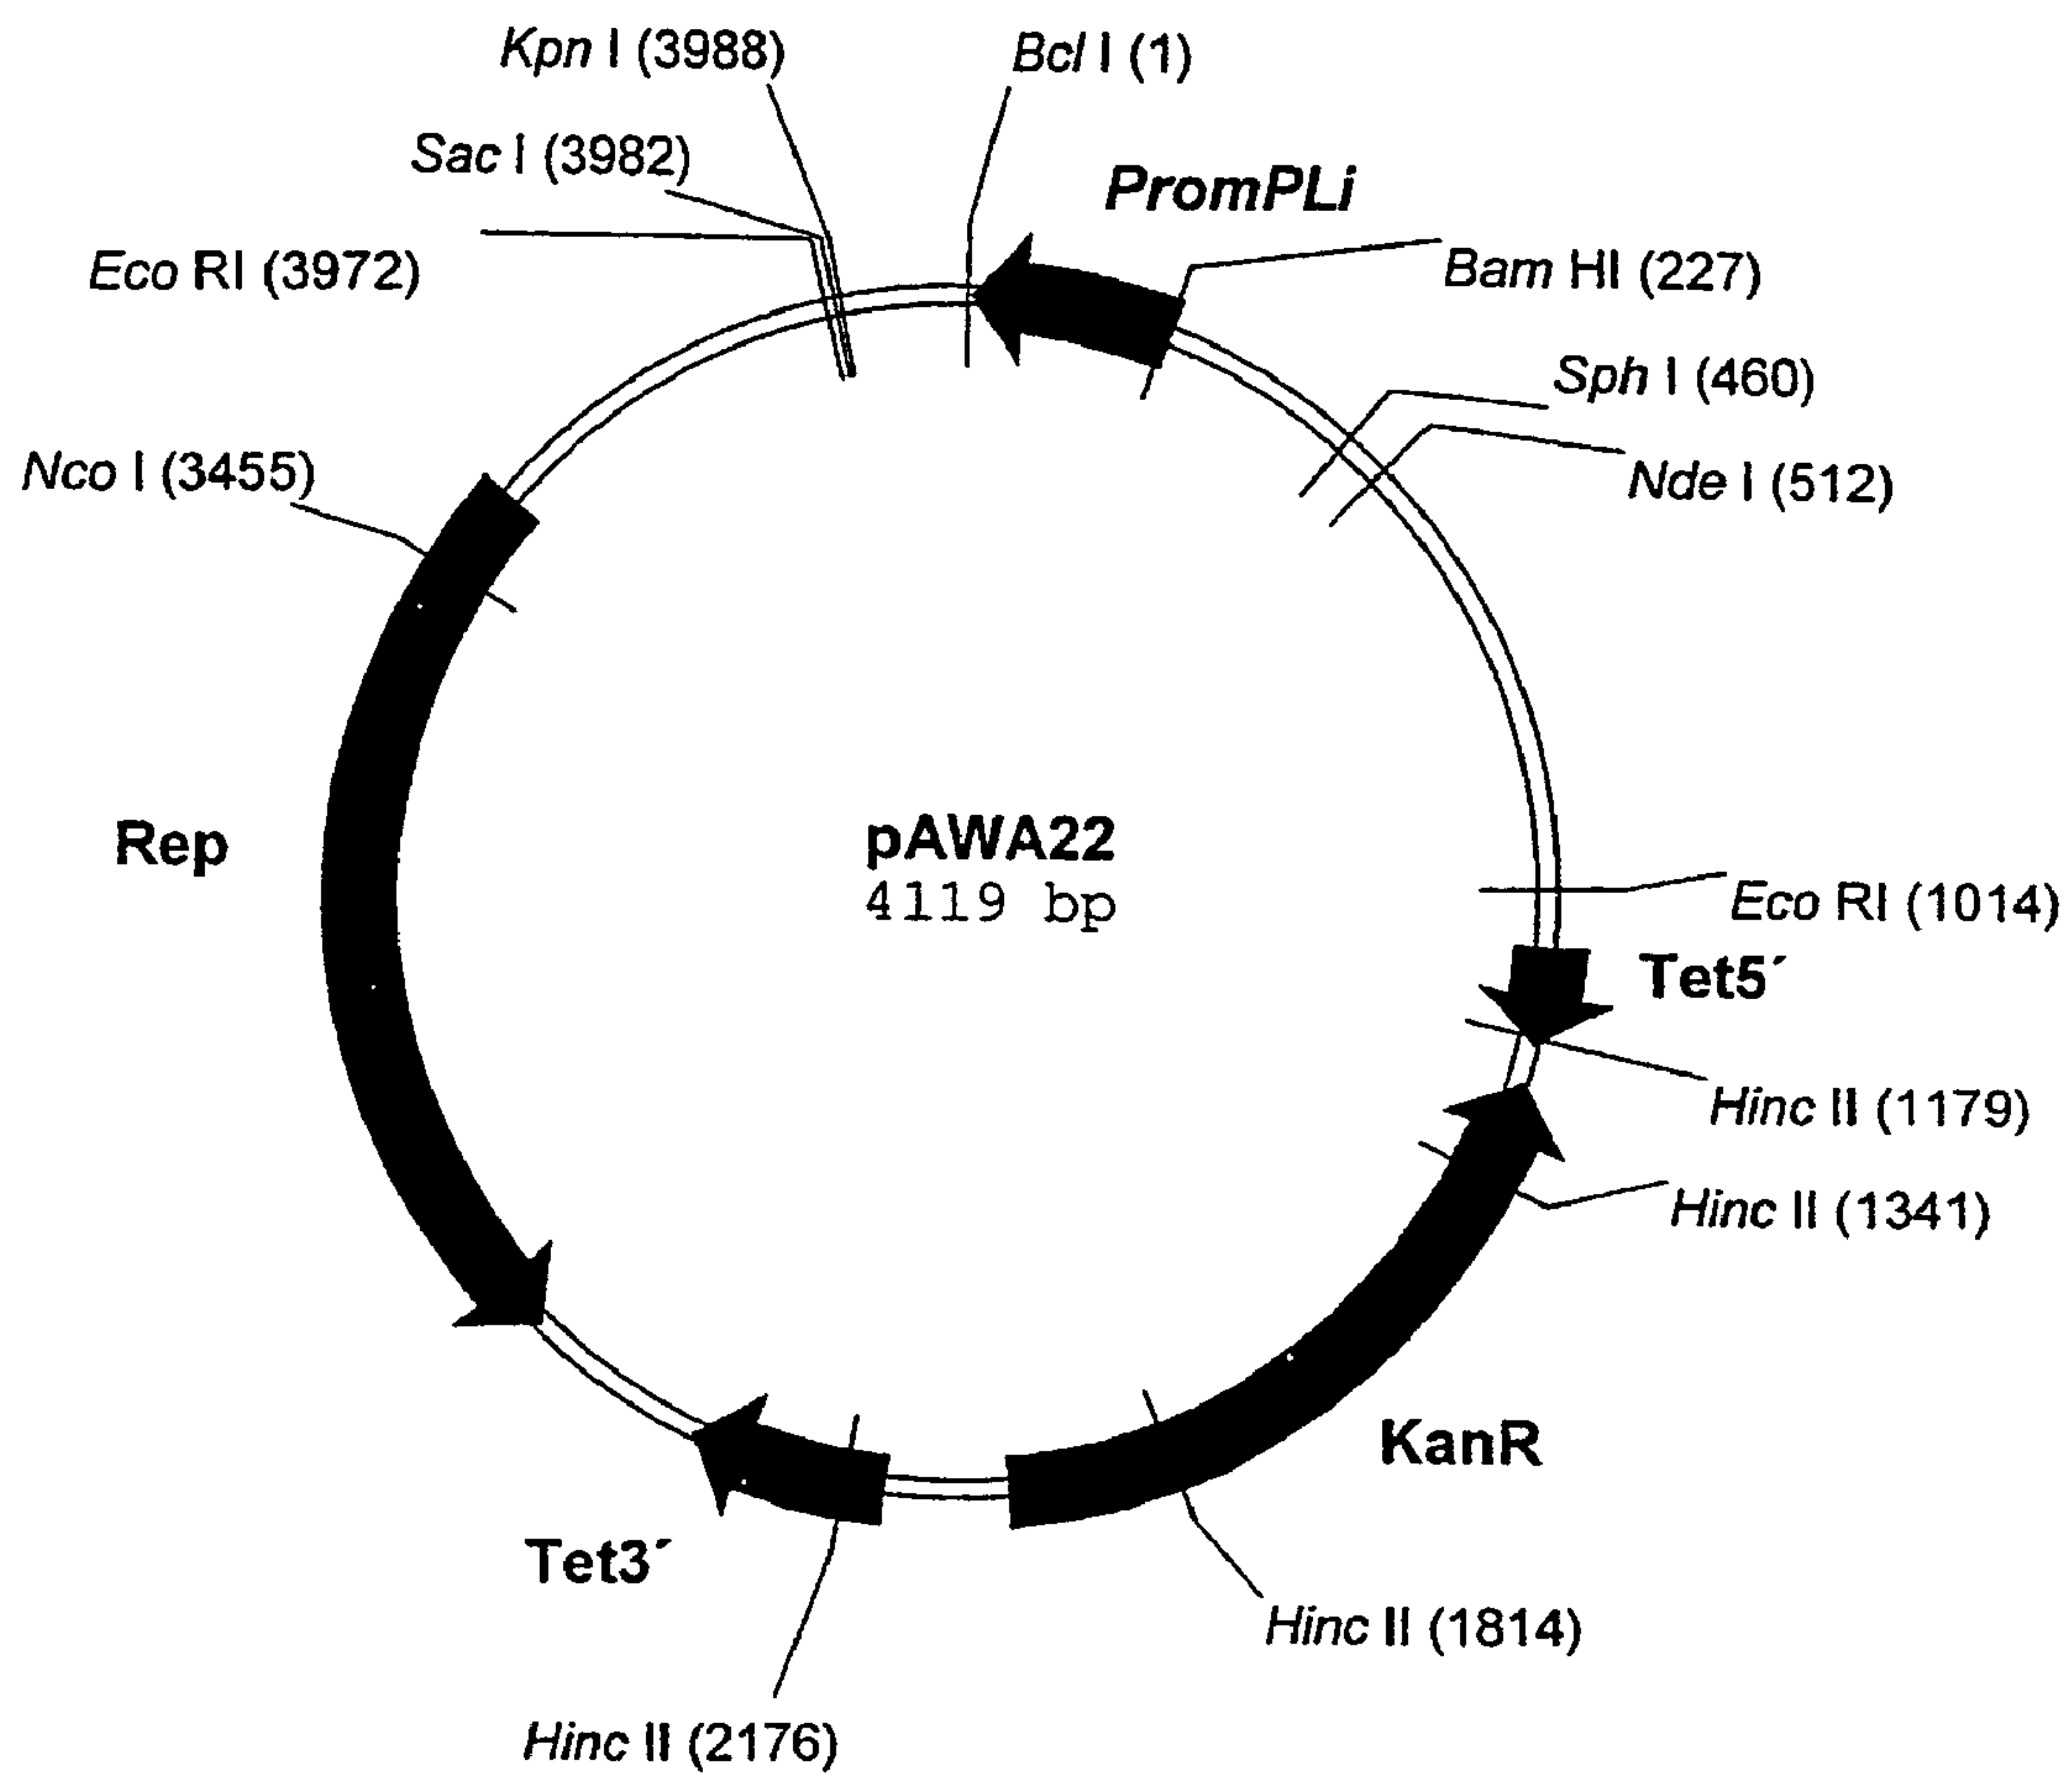 Kpn I (3988)
Bcl I (1)
Sac I (3982)
PromPLi
Eco RI (3972)
Bam HI (227)
Sph I (460)
Nco I (3455)
Nde I (512)
Rep
pAWA22
4119 bp
Eco RI (1014)
Tet5´
Hinc II (1179)
Hinc II (1341)
KanR
Tet3´
Hinc II (1814)
Hinc II (2176)